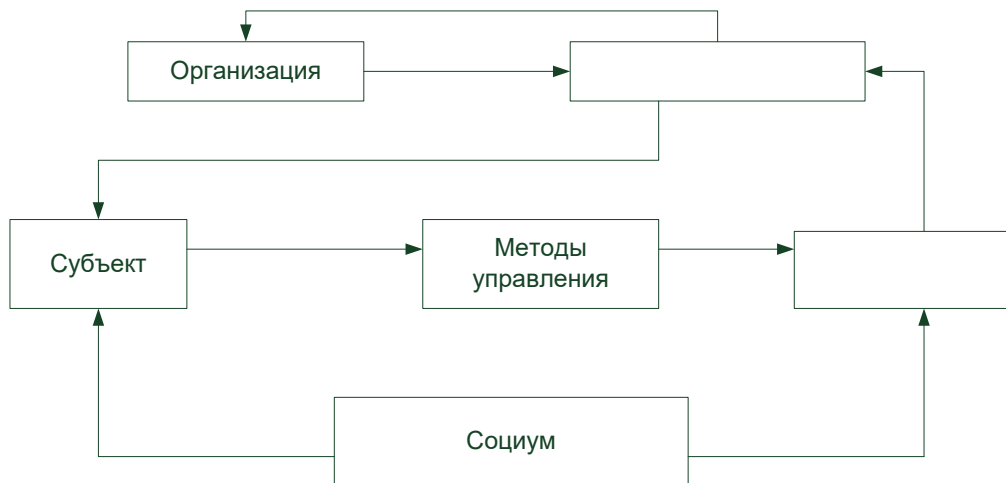 Организация
Субъект
Методы
управления
Социум